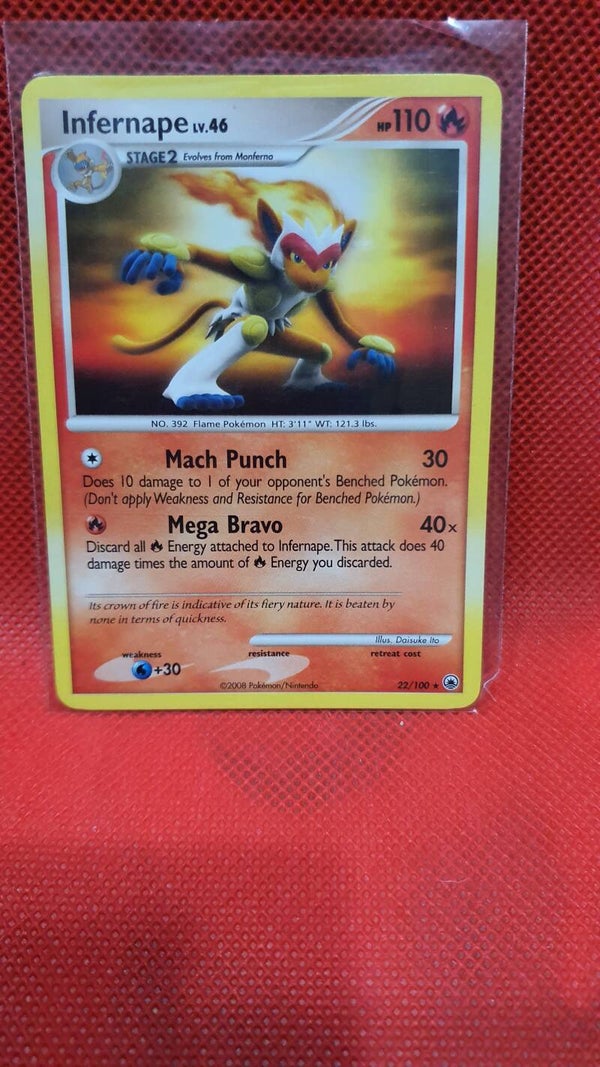 Infernape LV.46 HP 110
STAGE 2 Evolves from Monferno
NO. 392 Flame Pokémon HT: 3'11" WT: 121.3 lbs.
Mach Punch 30
Does 10 damage to 1 of your opponent's Benched Pokémon.
(Don't apply Weakness and Resistance for Benched Pokémon.)
Mega Bravo 40x
Discard all Energy attached to Infernape. This attack does 40
damage times the amount of Energy you discarded.
Its crown of fire is indicative of its fiery nature. It is beaten by
none in terms of quickness.
Illus. Daisuke Ito
weakness resistance retreat cost
+30
©2008 Pokémon/Nintendo 22/100 ★